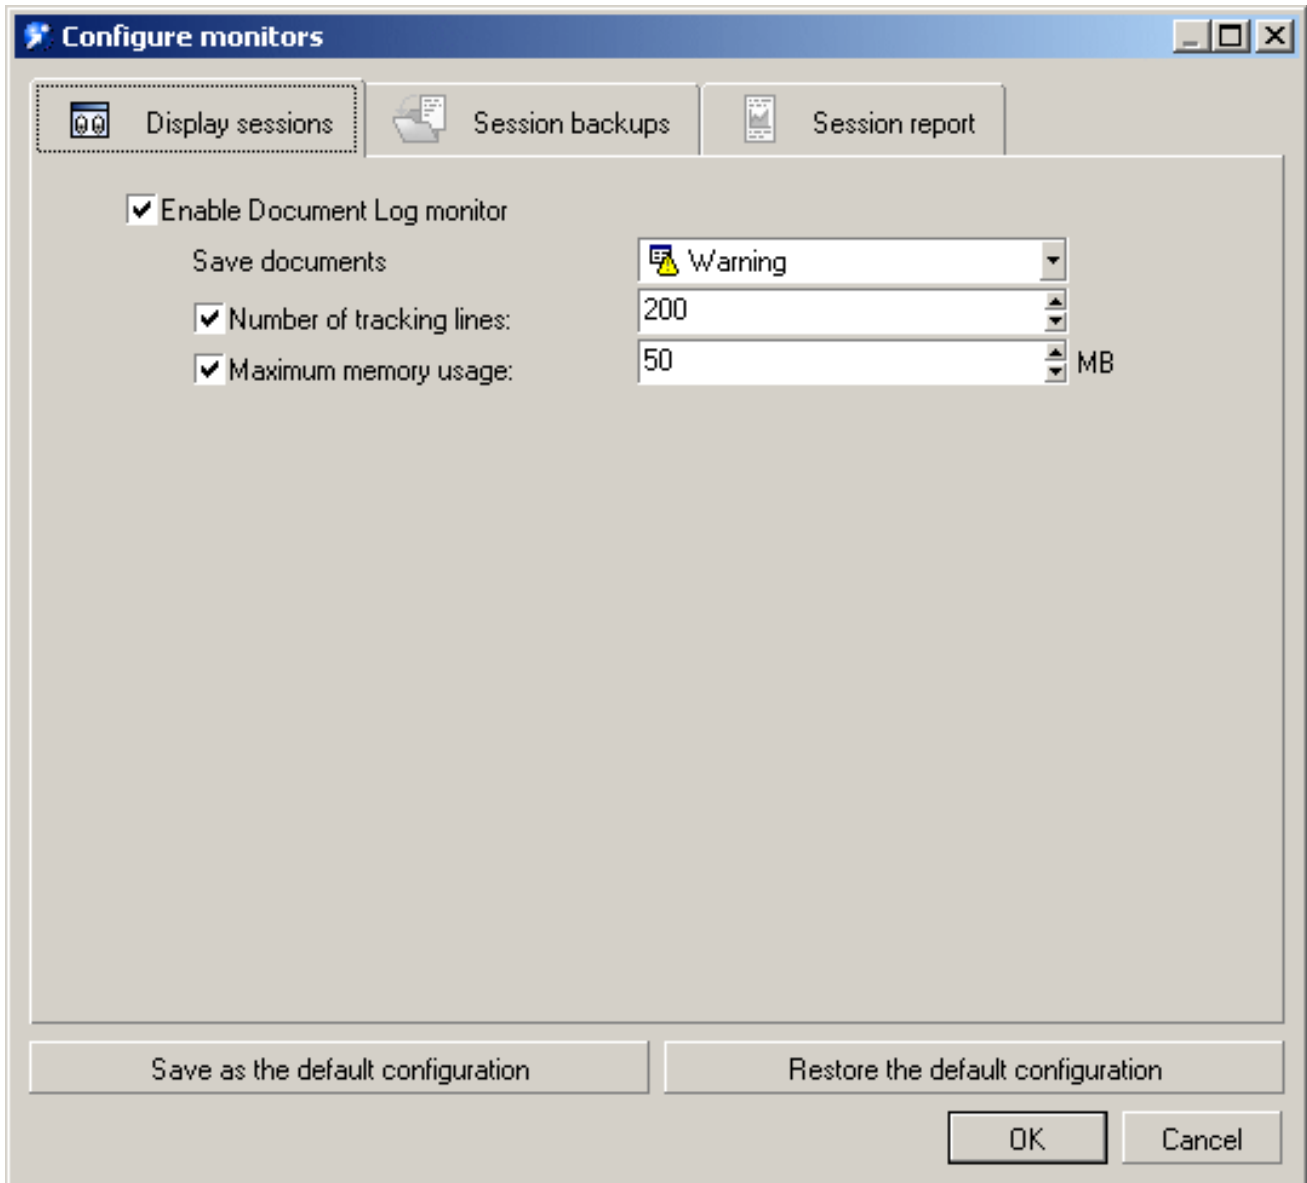 Configure monitors
Display sessions Session backups Session report
Enable Document Log monitor
Save documents Warning
Number of tracking lines: 200
Maximum memory usage: 50 MB
Save as the default configuration Restore the default configuration
OK Cancel